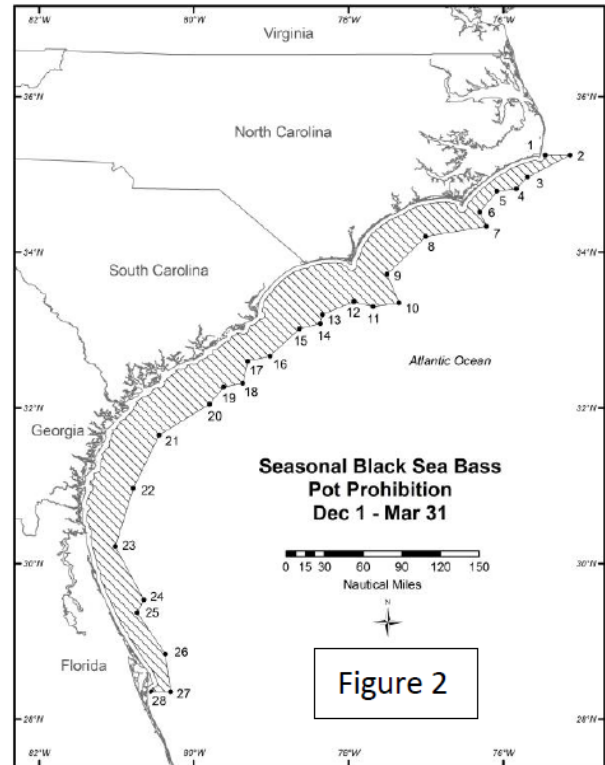 82°W 80°W 78°W 76°W
Virginia
36°N 36°N
North Carolina
1 2
3
4
5
6
7
34°N 34°N
8
South Carolina
9
10
11
12
13
14
15
16
Atlantic Ocean
17
18
19
20
32°N 32°N
Georgia
21
Seasonal Black Sea Bass
Pot Prohibition
Dec 1 - Mar 31
22
23
0 15 30 60 90 120 150
Nautical Miles
30°N 30°N
24
25
N
26
Florida
Figure 2
27
28
28°N 28°N
82°W 80°W 78°W 76°W